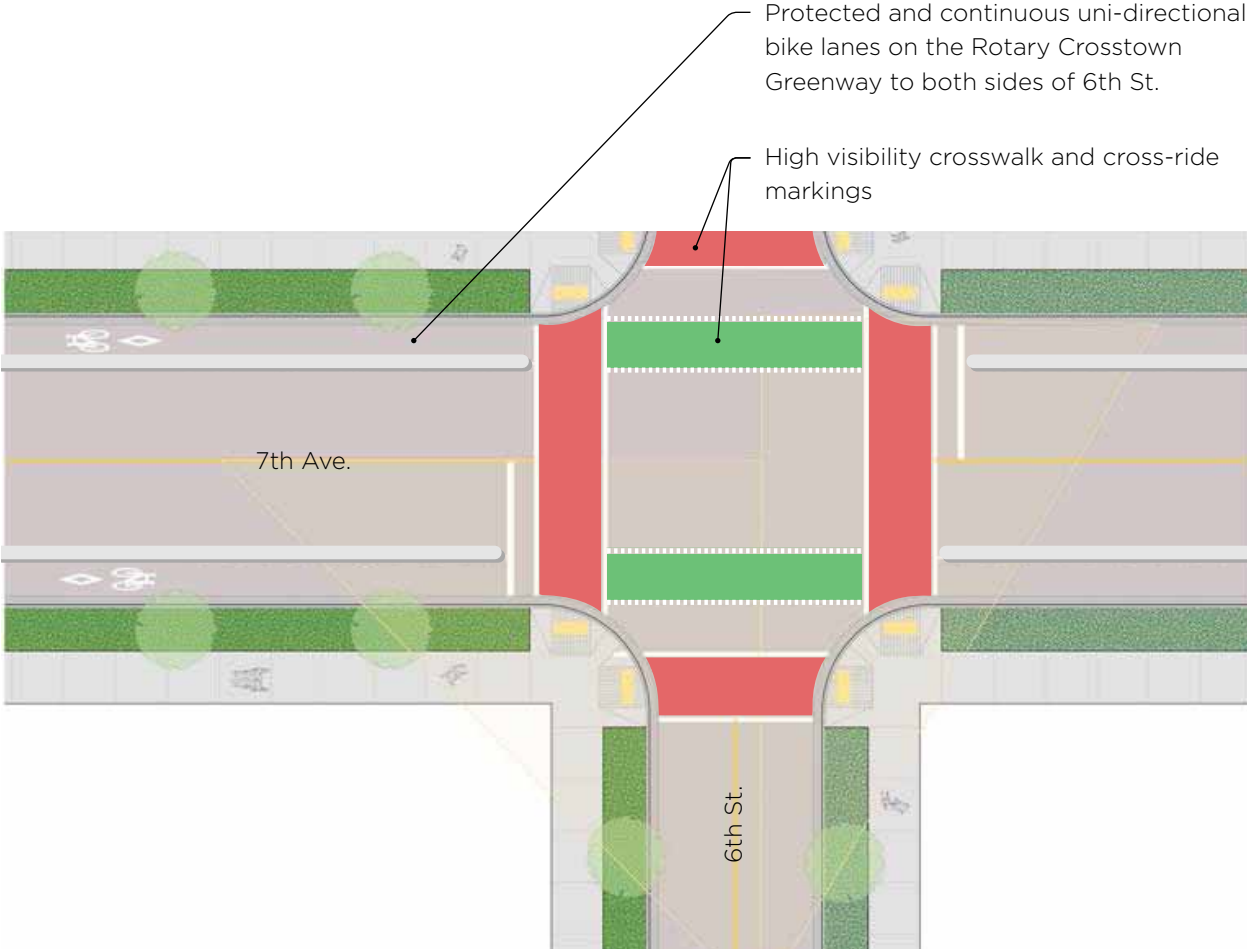 Protected and continuous uni-directional
bike lanes on the Rotary Crosstown
Greenway to both sides of 6th St.
High visibility crosswalk and cross-ride
markings
7th Ave.
6th St.